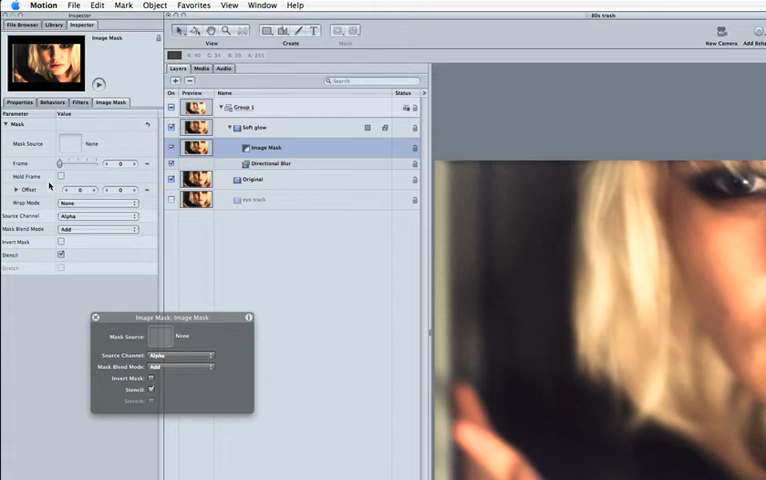 Motion File Edit Mark Object Favorites View Window Help
Inspector
80s trash
File Browser Library Inspector
Image Mask
View Create Mask New Camera
Layers Media Audio
Search
Properties Behaviors Filters Image Mask
On Preview Name Status
Parameter Value
Group 1
Mask
Soft glow
Mask Source None
Image Mask
Frame 0
Directional Blur
Hold Frame
Original
Offset 0 0
eye track
Wrap Mode None
Source Channel Alpha
Mask Blend Mode Add
Invert Mask
Stencil
Stretch
Image Mask: Image Mask
Mask Source: None
Source Channel: Alpha
Mask Blend Mode: Add
Invert Mask:
Stencil:
Stretch: